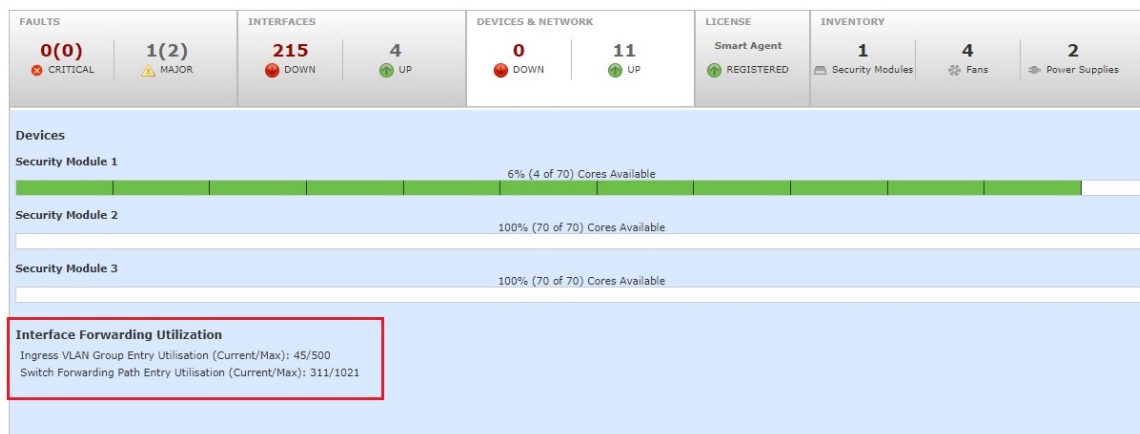 FAULTS
0(0)
CRITICAL
1(2)
MAJOR
INTERFACES
215
DOWN
4
UP
DEVICES & NETWORK
0
DOWN
11
UP
LICENSE
Smart Agent
REGISTERED
INVENTORY
1
Security Modules
4
Fans
2
Power Supplies
Devices
Security Module 1
6% (4 of 70) Cores Available
Security Module 2
100% (70 of 70) Cores Available
Security Module 3
100% (70 of 70) Cores Available
Interface Forwarding Utilization
Ingress VLAN Group Entry Utilisation (Current/Max): 45/500
Switch Forwarding Path Entry Utilisation (Current/Max): 311/1021